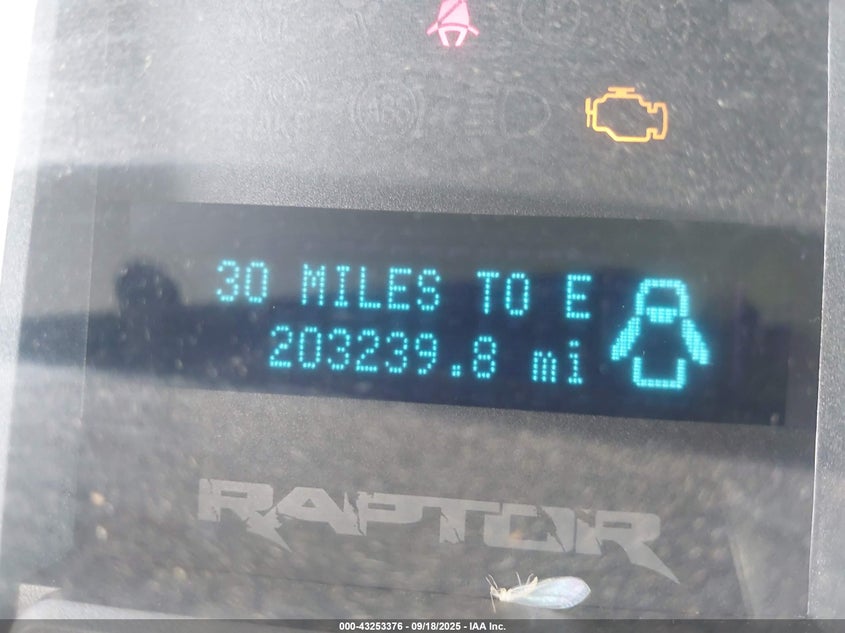 30 MILES TO E
203239.8 mi
RAPTOR
000-43253376 - 09/18/2025 - IAA Inc.